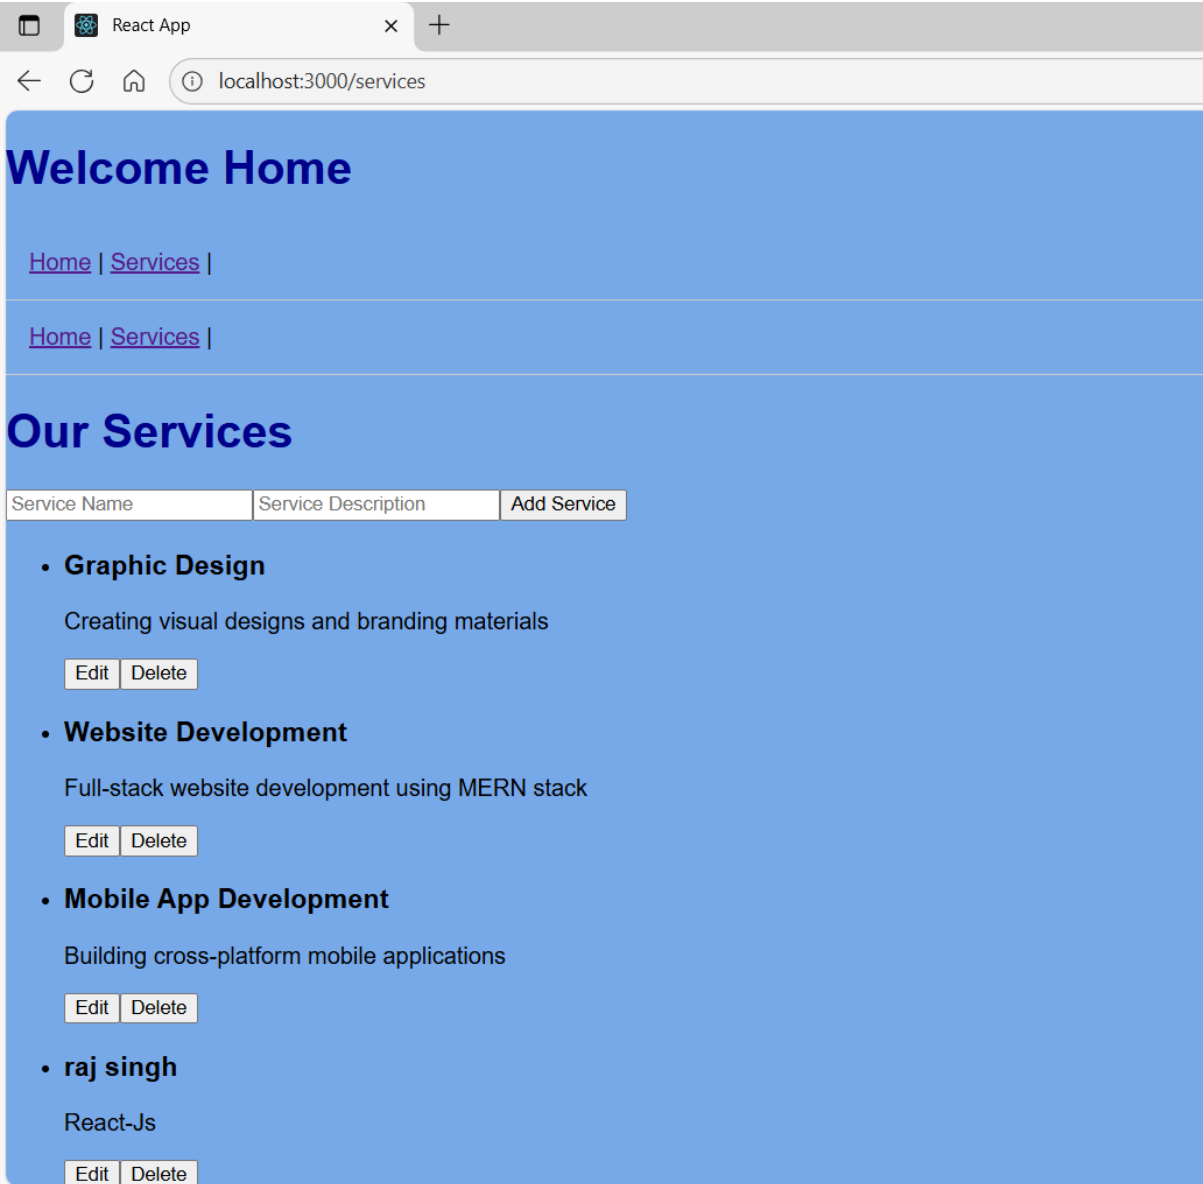 React App
localhost:3000/services
Welcome Home
Home | Services |
Home | Services |
Our Services
Service Name Service Description Add Service
Graphic Design
Creating visual designs and branding materials
Edit Delete
Website Development
Full-stack website development using MERN stack
Edit Delete
Mobile App Development
Building cross-platform mobile applications
Edit Delete
raj singh
React-Js
Edit Delete